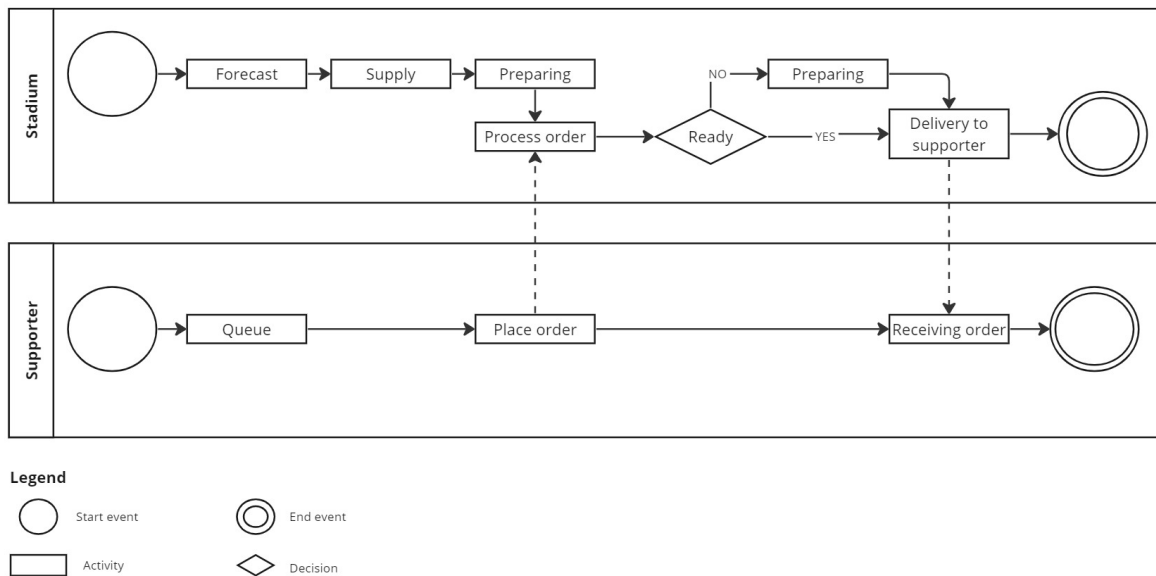 Stadium
Forecast
Supply
Preparing
Process order
Ready
NO
Preparing
YES
Delivery to
supporter
Supporter
Queue
Place order
Receiving order
Legend
Start event
End event
Activity
Decision